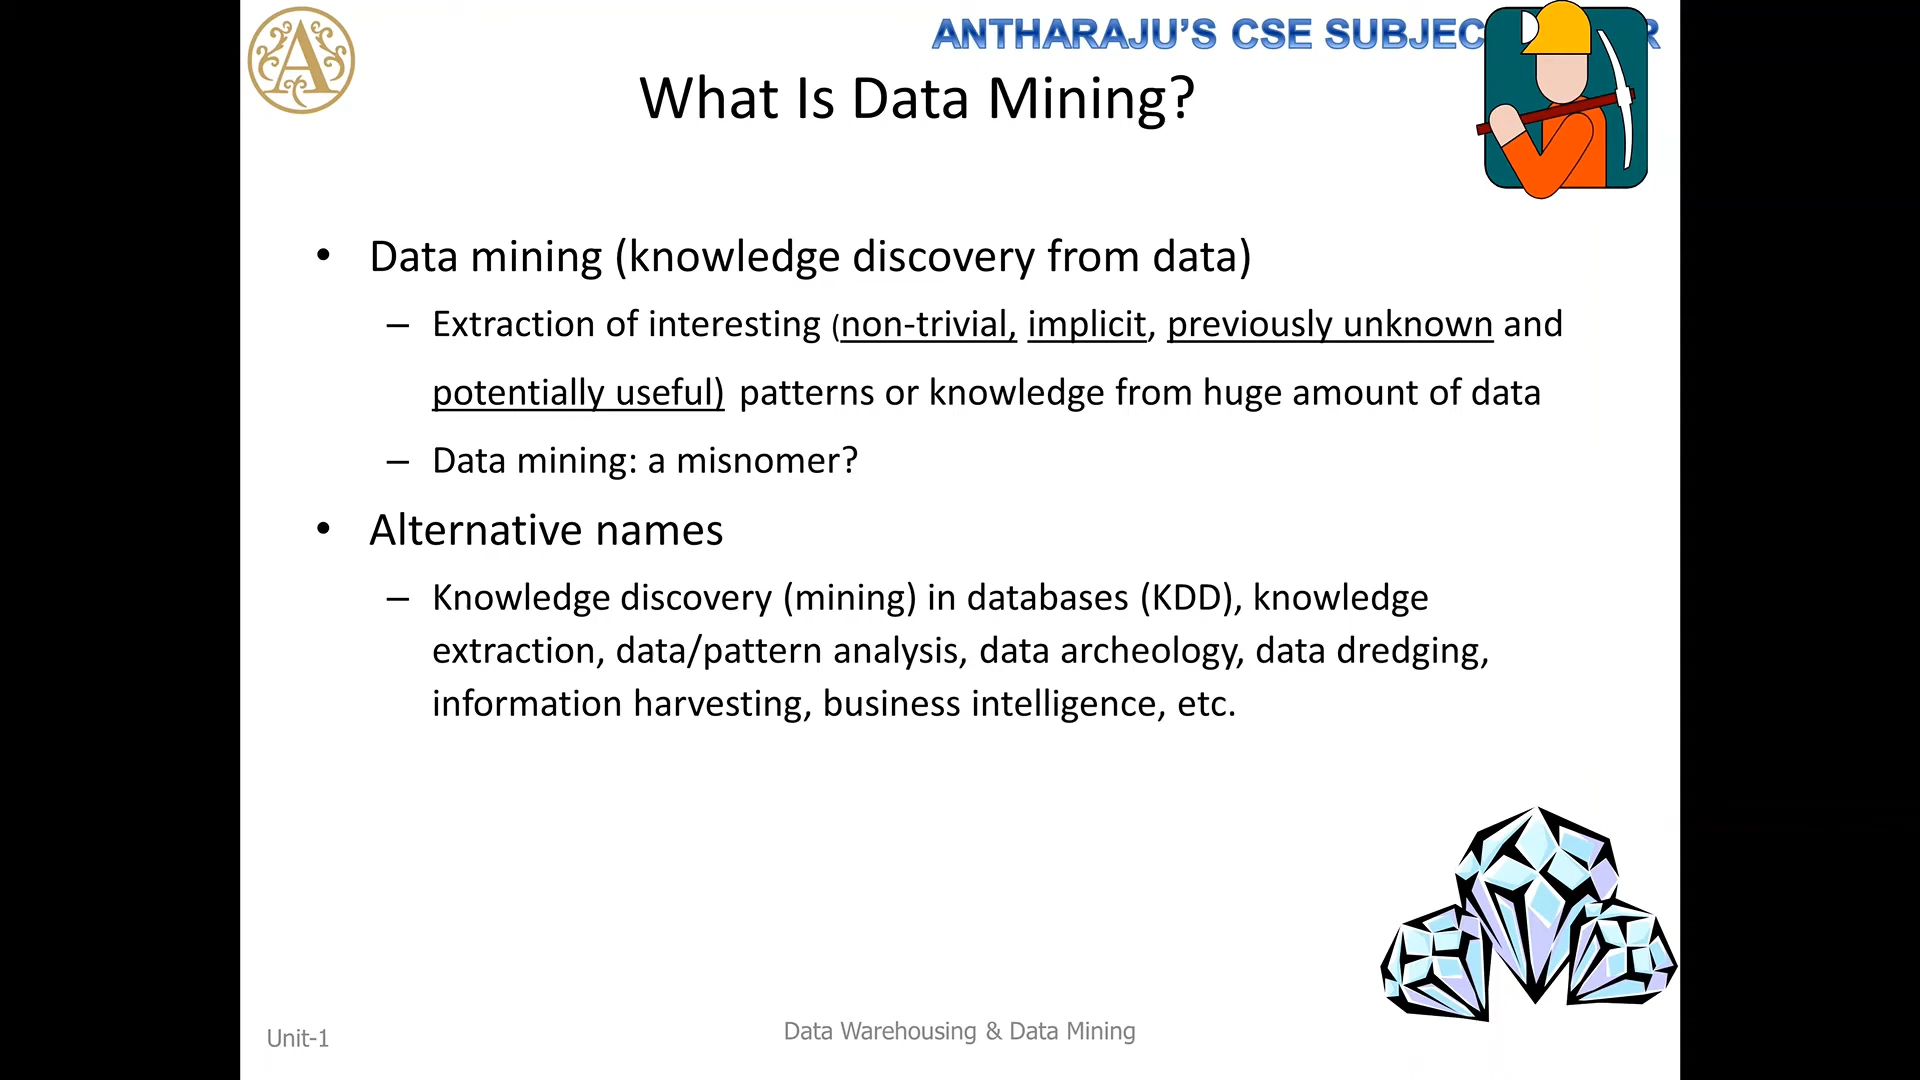 ANTHARAJU'S CSE SUBJEC
What Is Data Mining?
• Data mining (knowledge discovery from data)
– Extraction of interesting (non-trivial, implicit, previously unknown and
potentially useful) patterns or knowledge from huge amount of data
– Data mining: a misnomer?
• Alternative names
– Knowledge discovery (mining) in databases (KDD), knowledge
extraction, data/pattern analysis, data archeology, data dredging,
information harvesting, business intelligence, etc.
Unit-1
Data Warehousing & Data Mining